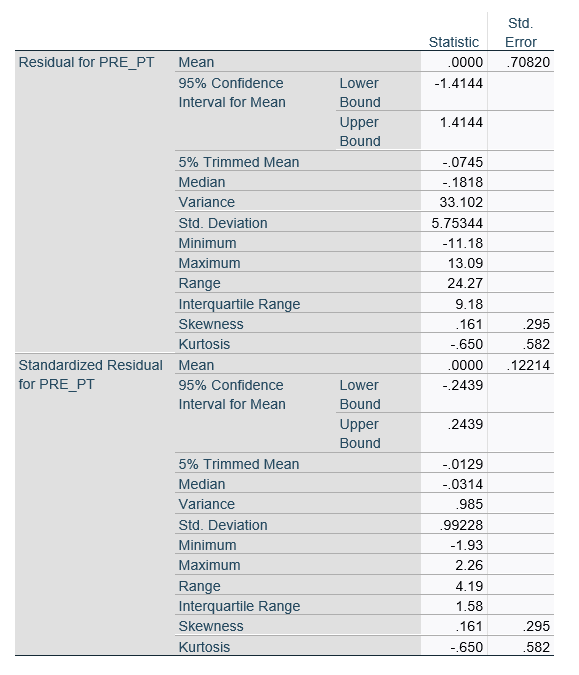 Std.
Statistic Error
Residual for PRE_PT Mean .0000 .70820
95% Confidence Lower -1.4144
Interval for Mean Bound
Upper 1.4144
Bound
5% Trimmed Mean -.0745
Median -.1818
Variance 33.102
Std. Deviation 5.75344
Minimum -11.18
Maximum 13.09
Range 24.27
Interquartile Range 9.18
Skewness .161 .295
Kurtosis -.650 .582
Standardized Residual Mean .0000 .12214
for PRE_PT 95% Confidence Lower -.2439
Interval for Mean Bound
Upper .2439
Bound
5% Trimmed Mean -.0129
Median -.0314
Variance .985
Std. Deviation .99228
Minimum -1.93
Maximum 2.26
Range 4.19
Interquartile Range 1.58
Skewness .161 .295
Kurtosis -.650 .582